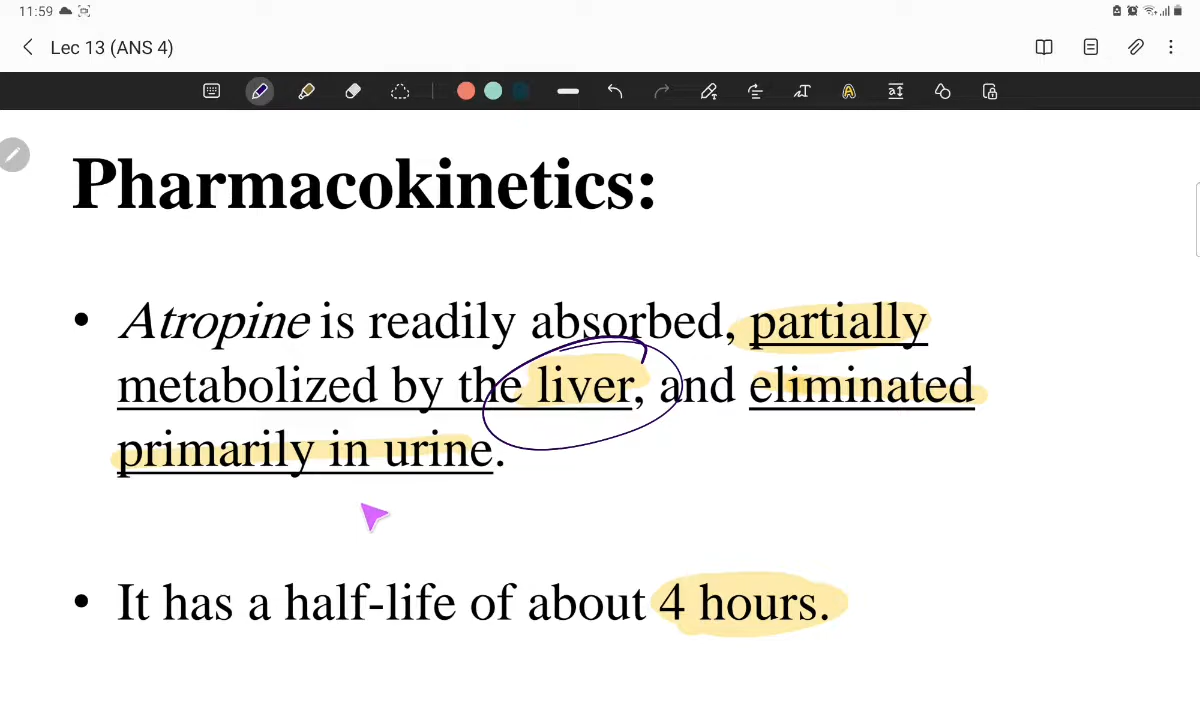 11:59
Lec 13 (ANS 4)
Pharmacokinetics:
• Atropine is readily absorbed, partially
metabolized by the liver, and eliminated
primarily in urine.
• It has a half-life of about 4 hours.